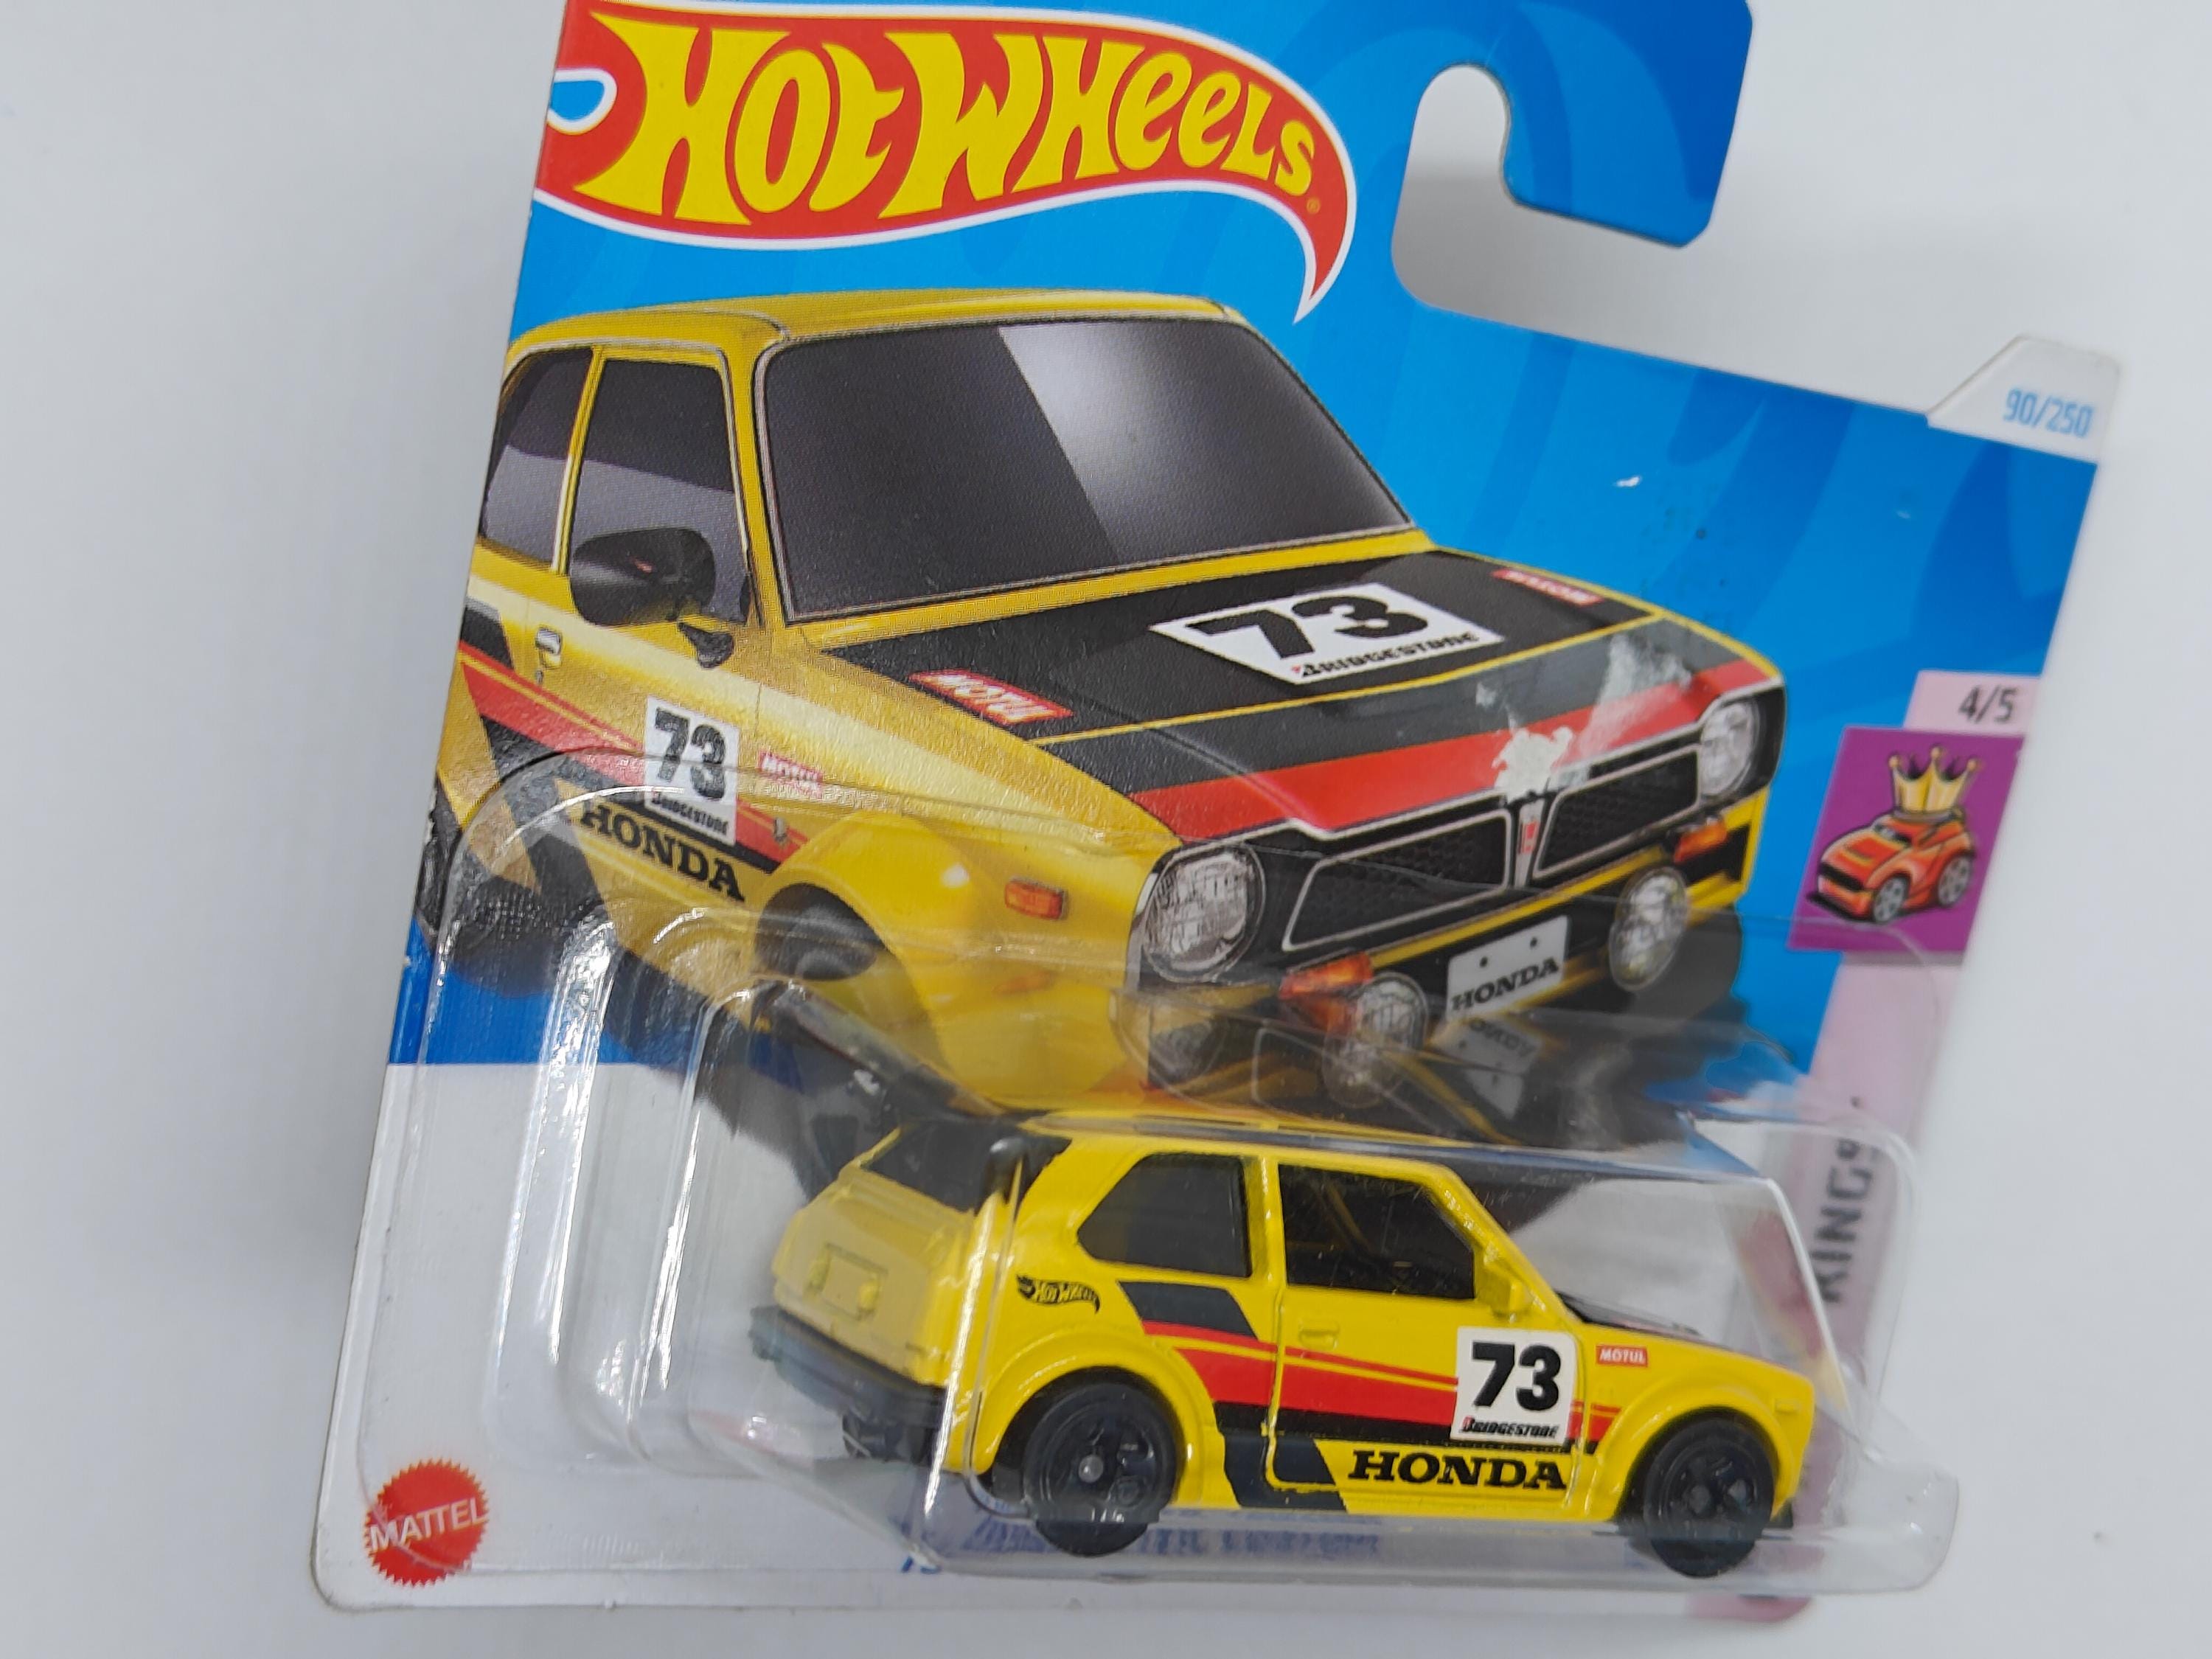 HOT WHEELS
90/250
4/5
73
BRIDGESTONE
MOTUL
73
MOTUL
BRIDGESTONE
HONDA
HONDA
KINGS
HOT WHEELS
73
MOTUL
BRIDGESTONE
HONDA
MATTEL